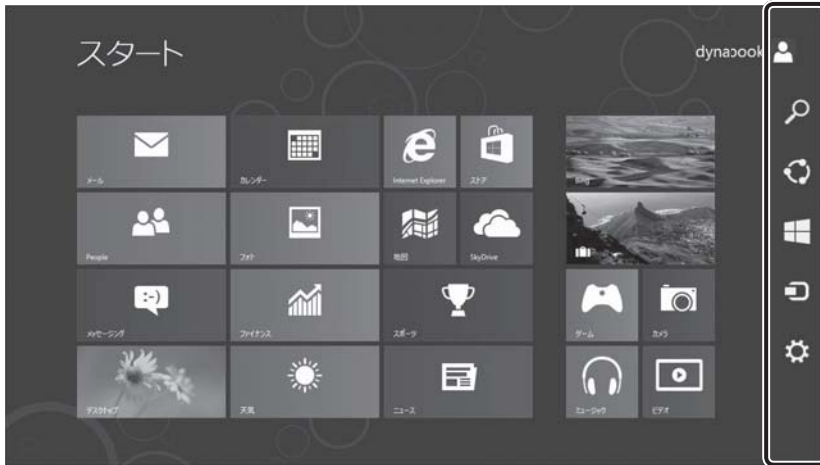 スタート
dynabook
メール
カレンダー
Internet Explorer
ストア
Bing
People
フォト
地図
SkyDrive
メッセージング
ファイナンス
スポーツ
ゲーム
カメラ
デスクトップ
天気
ニュース
ミュージック
ビデオ